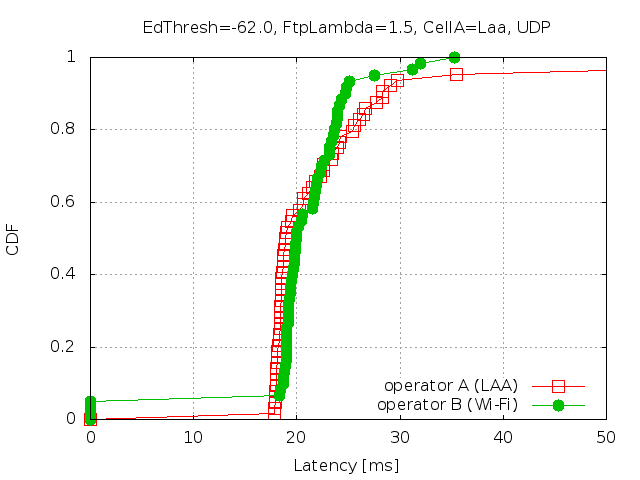 EdThresh=-62.0, FtpLambda=1.5, CellA=Laa, UDP
1
0.8
0.6
0.4
0.2
0
CDF
operator A (LAA)
operator B (Wi-Fi)
0 10 20 30 40 50
Latency [ms]